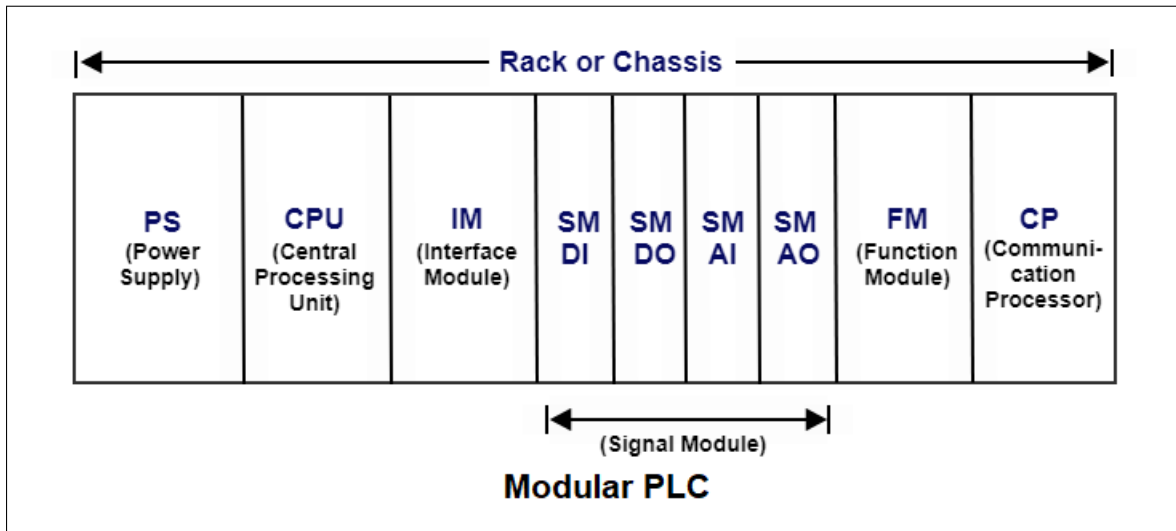 Rack or Chassis
PS
(Power
Supply)
CPU
(Central
Processing
Unit)
IM
(Interface
Module)
SM
DI
SM
DO
SM
AI
SM
AO
FM
(Function
Module)
CP
(Communi-
cation
Processor)
(Signal Module)
Modular PLC